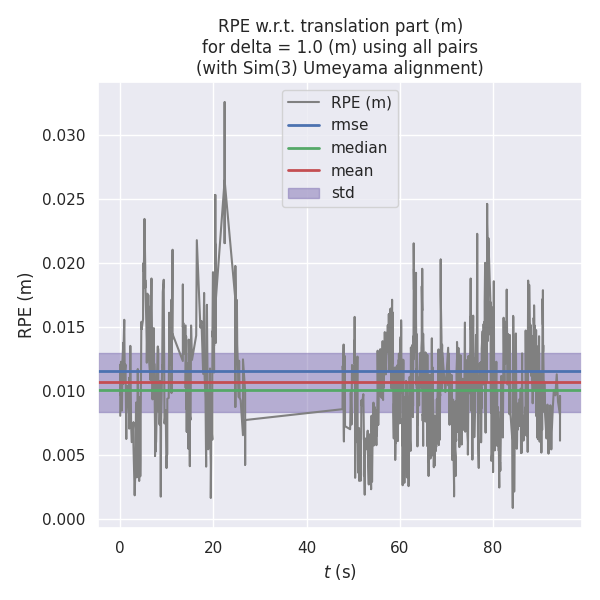 RPE w.r.t. translation part (m)
for delta = 1.0 (m) using all pairs
(with Sim(3) Umeyama alignment)
RPE (m)
rmse
median
mean
std
0.030
0.025
0.020
0.015
0.010
0.005
0.000
RPE (m)
0 20 40 60 80
t (s)